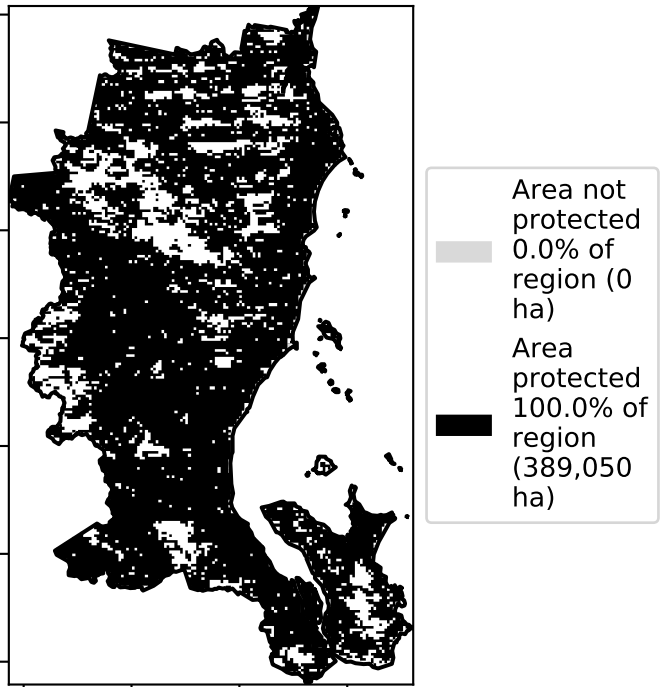 Area not
protected
0.0% of
region (0
ha)
Area
protected
100.0% of
region
(389,050
ha)